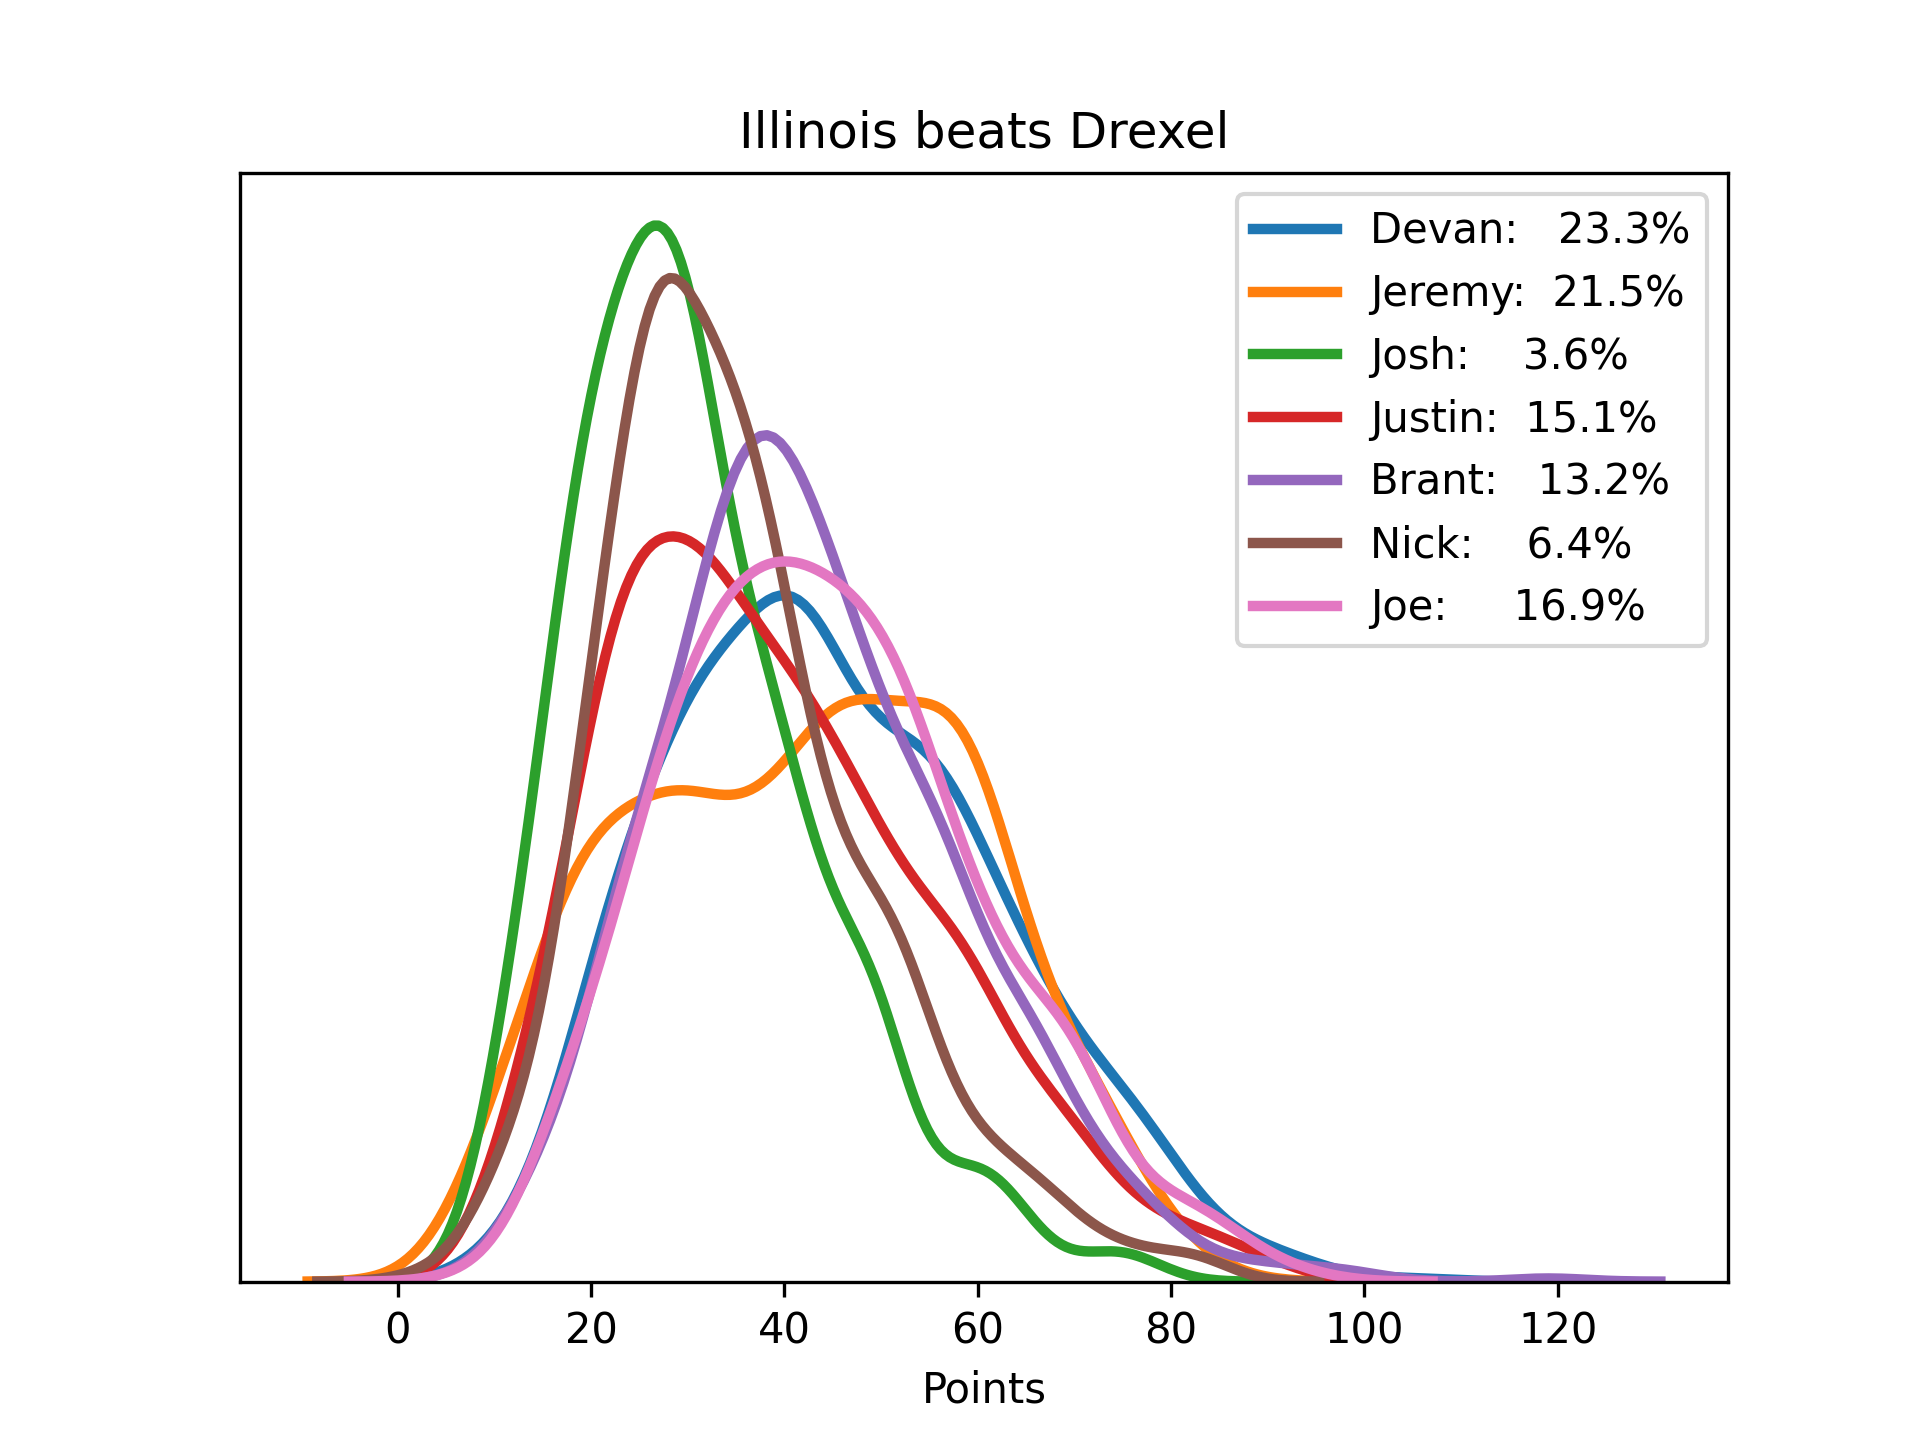 Illinois beats Drexel
Devan: 23.3%
Jeremy: 21.5%
Josh: 3.6%
Justin: 15.1%
Brant: 13.2%
Nick: 6.4%
Joe: 16.9%
0 20 40 60 80 100 120
Points